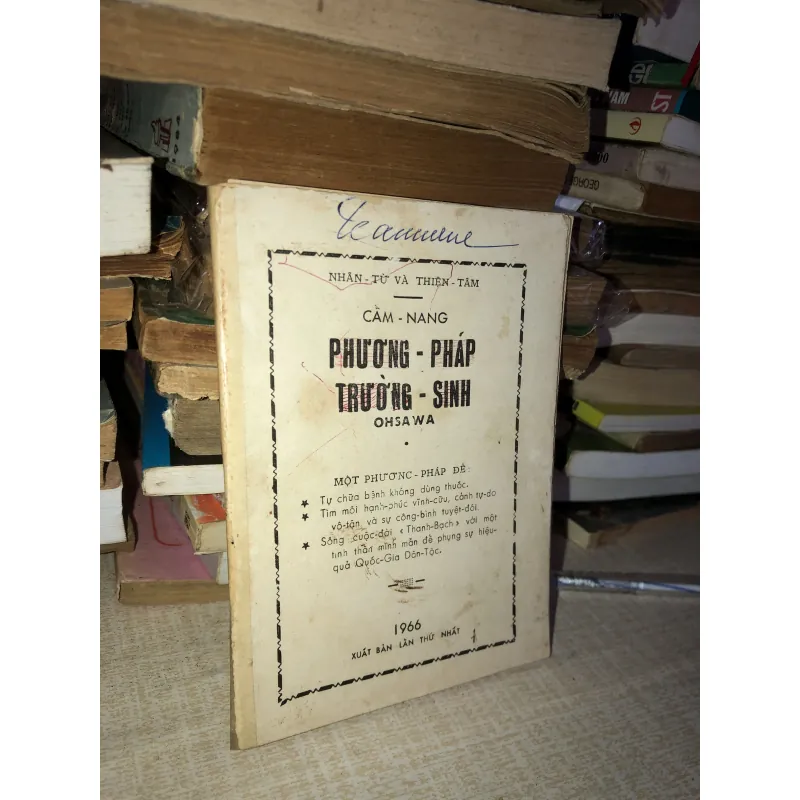 Jeannine
NHÂN - TỪ VÀ THIỆN - TÂM
CẨM - NANG
PHƯƠNG - PHÁP
TRƯỜNG - SINH
OHSAWA
MỘT PHƯƠNG - PHÁP ĐỂ :
★ Tự chữa bệnh không dùng thuốc.
★ Tìm mối hạnh-phúc vĩnh-cửu, cảnh tự-do
vô-tận, và sự công-bình tuyệt-đối.
★ Sống cuộc-đời « Thanh-Bạch » với một
tinh thần minh mẫn để phụng sự hiệu-
quả Quốc-Gia Dân-Tộc.
1966
XUẤT BẢN LẦN THỨ NHẤT
GEORG
ST